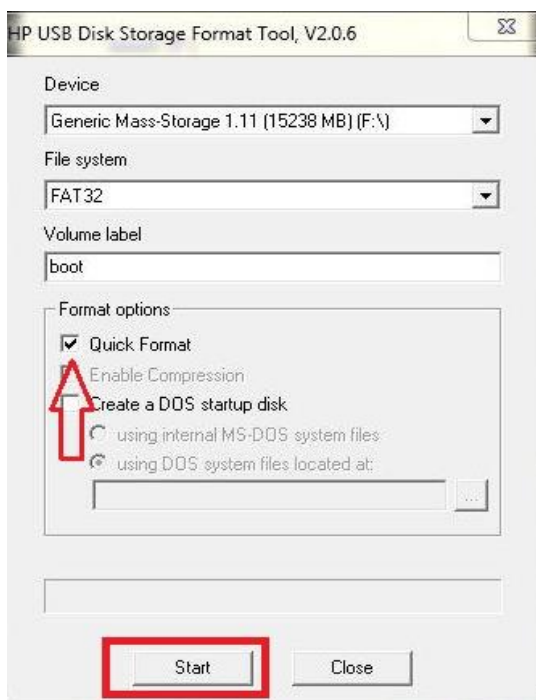 HP USB Disk Storage Format Tool, V2.0.6
Device
Generic Mass-Storage 1.11 (15238 MB) (F:\)
File system
FAT32
Volume label
boot
Format options
Quick Format
Enable Compression
Create a DOS startup disk
using internal MS-DOS system files
using DOS system files located at:
...
Start
Close